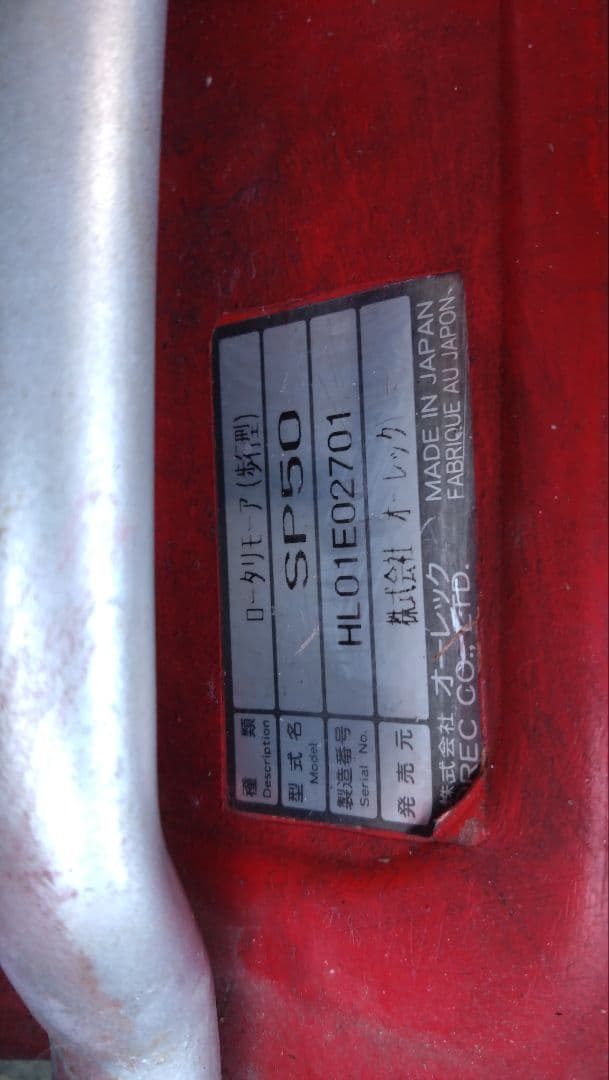 種類 ロータリモーア(歩行型)
Description
型式名 SP50
Model
製造番号 HL01E02701
Serial No.
発売元 株式会社 オーレック
株式会社 オーレック MADE IN JAPAN
REC CO., LTD. FABRIQUE AU JAPON